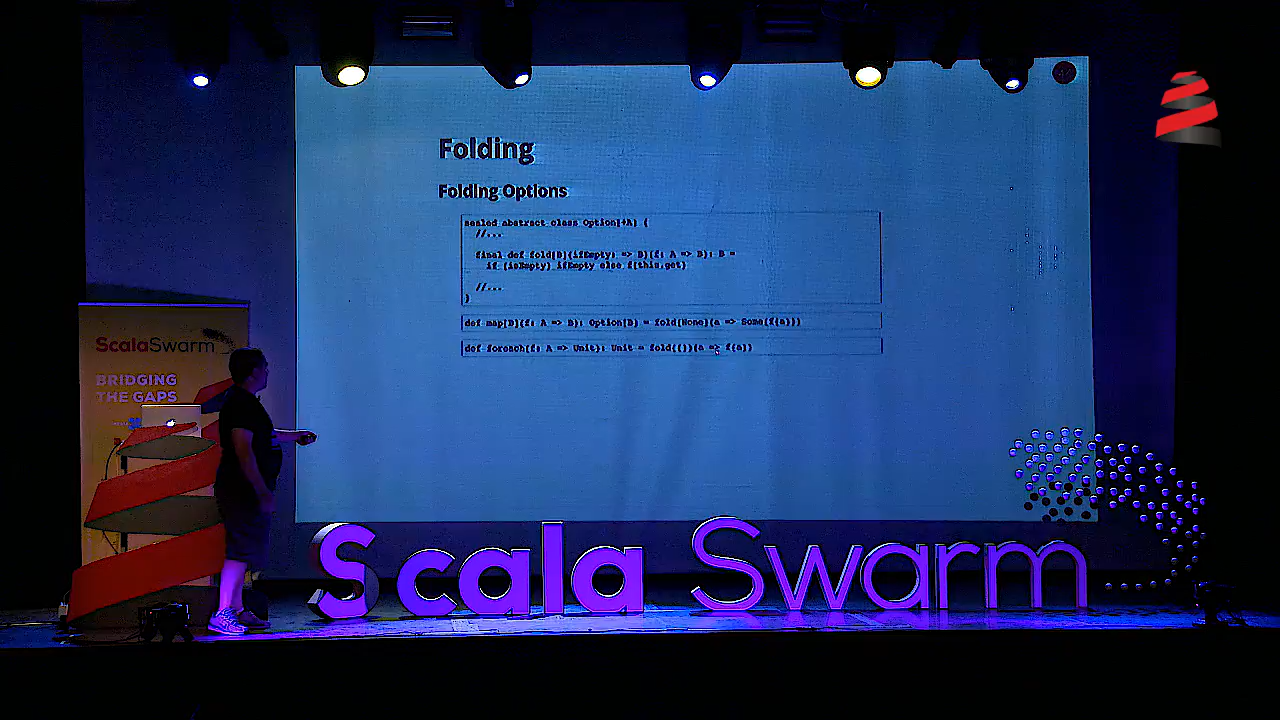 Folding
Folding Options
sealed abstract class Option[+A] {
//...
final def fold[B](ifEmpty: => B)(f: A => B): B =
if (isEmpty) ifEmpty else f(this.get)
//...
}
def map[B](f: A => B): Option[B] = fold(None)(a => Some(f(a)))
def foreach(f: A => Unit): Unit = fold(())(a => f(a))
ScalaSwarm
BRIDGING
THE GAPS
Scala Swarm